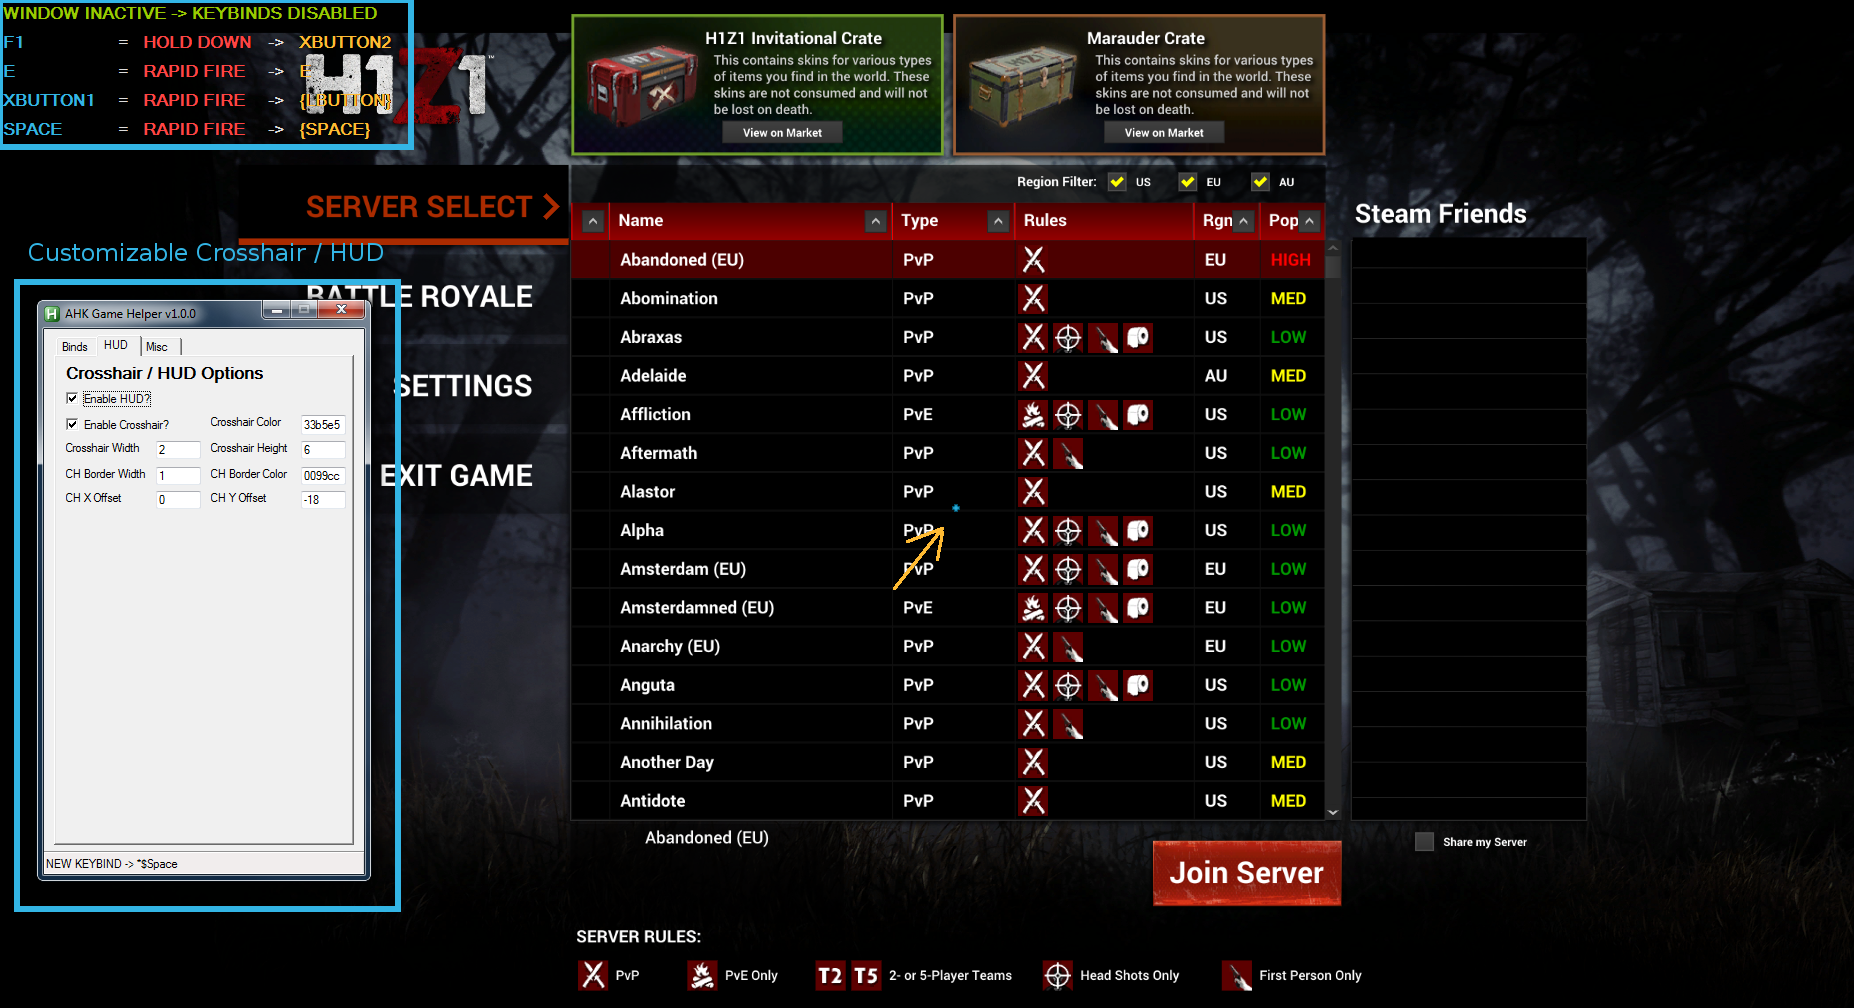 WINDOW INACTIVE -> KEYBINDS DISABLED
F1 = HOLD DOWN -> XBUTTON2
E = RAPID FIRE -> E
XBUTTON1 = RAPID FIRE -> {LBUTTON}
SPACE = RAPID FIRE -> {SPACE}
H1Z1™
H1Z1 Invitational Crate
This contains skins for various types
of items you find in the world. These
skins are not consumed and will not
be lost on death.
View on Market
Marauder Crate
This contains skins for various types
of items you find in the world. These
skins are not consumed and will not
be lost on death.
View on Market
SERVER SELECT >
BATTLE ROYALE
SETTINGS
EXIT GAME
Customizable Crosshair / HUD
AHK Game Helper v1.0.0
Binds HUD Misc
Crosshair / HUD Options
Enable HUD?
Enable Crosshair? Crosshair Color 33b5e5
Crosshair Width 2 Crosshair Height 6
CH Border Width 1 CH Border Color 0099cc
CH X Offset 0 CH Y Offset -18
NEW KEYBIND -> *$Space
Region Filter: US EU AU
Name Type Rules Rgn Pop
Abandoned (EU) PvP EU HIGH
Abomination PvP US MED
Abraxas PvP US LOW
Adelaide PvP AU MED
Affliction PvE US LOW
Aftermath PvP US LOW
Alastor PvP US MED
Alpha PvP US LOW
Amsterdam (EU) PvP EU LOW
Amsterdamned (EU) PvE EU LOW
Anarchy (EU) PvP EU LOW
Anguta PvP US LOW
Annihilation PvP US LOW
Another Day PvP US MED
Antidote PvP US MED
Abandoned (EU)
Join Server
Steam Friends
Share my Server
SERVER RULES:
PvP PvE Only T2 T5 2- or 5-Player Teams Head Shots Only First Person Only